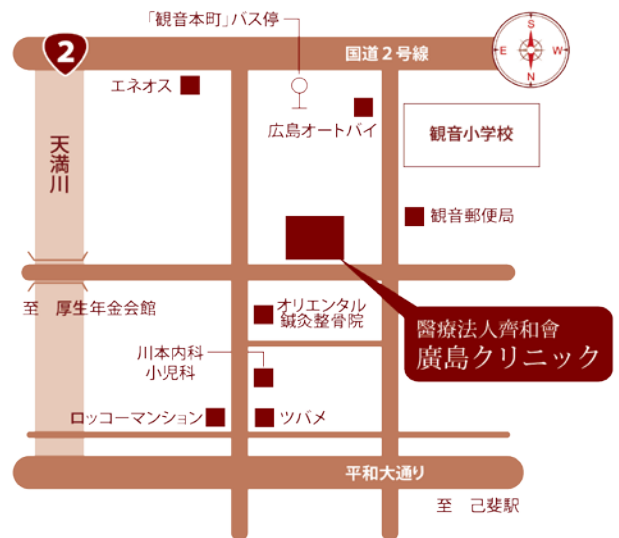 「観音本町」バス停
2
国道2号線
S
E
W
N
エネオス
広島オートバイ
観音小学校
天満川
観音郵便局
至 厚生年金会館
オリエンタル
鍼灸整骨院
醫療法人齊和會
廣島クリニック
川本内科
小児科
ロッコーマンション
ツバメ
平和大通り
至 己斐駅